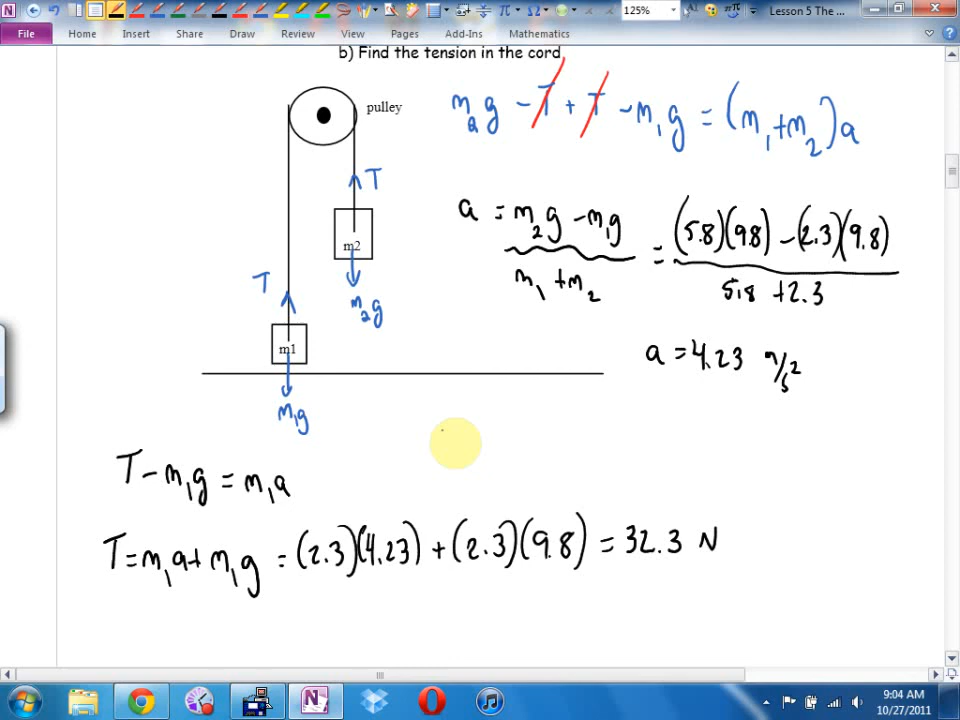 Lesson 5 The ...
125%
File Home Insert Share Draw Review View Pages Add-Ins Mathematics
b) Find the tension in the cord
pulley
m₂g - T + T - m₁g = (m₁+m₂)a
T
a = m₂g - m₁g / m₁ + m₂ = (5.8)(9.8) - (2.3)(9.8) / 5.8 + 2.3
m2
T
m₂g
m1
a = 4.23 m/s²
m₁g
T - m₁g = m₁a
T = m₁a + m₁g = (2.3)(4.23) + (2.3)(9.8) = 32.3 N
9:04 AM
10/27/2011